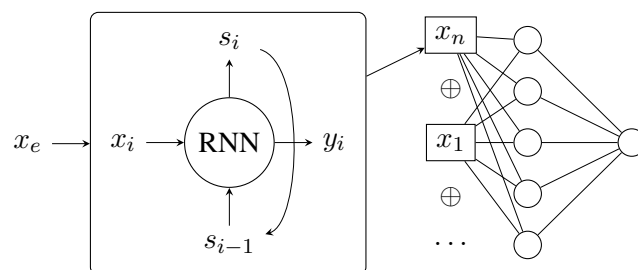 s_i
x_e
x_i
RNN
y_i
s_{i-1}
x_n
⊕
x_1
⊕
...